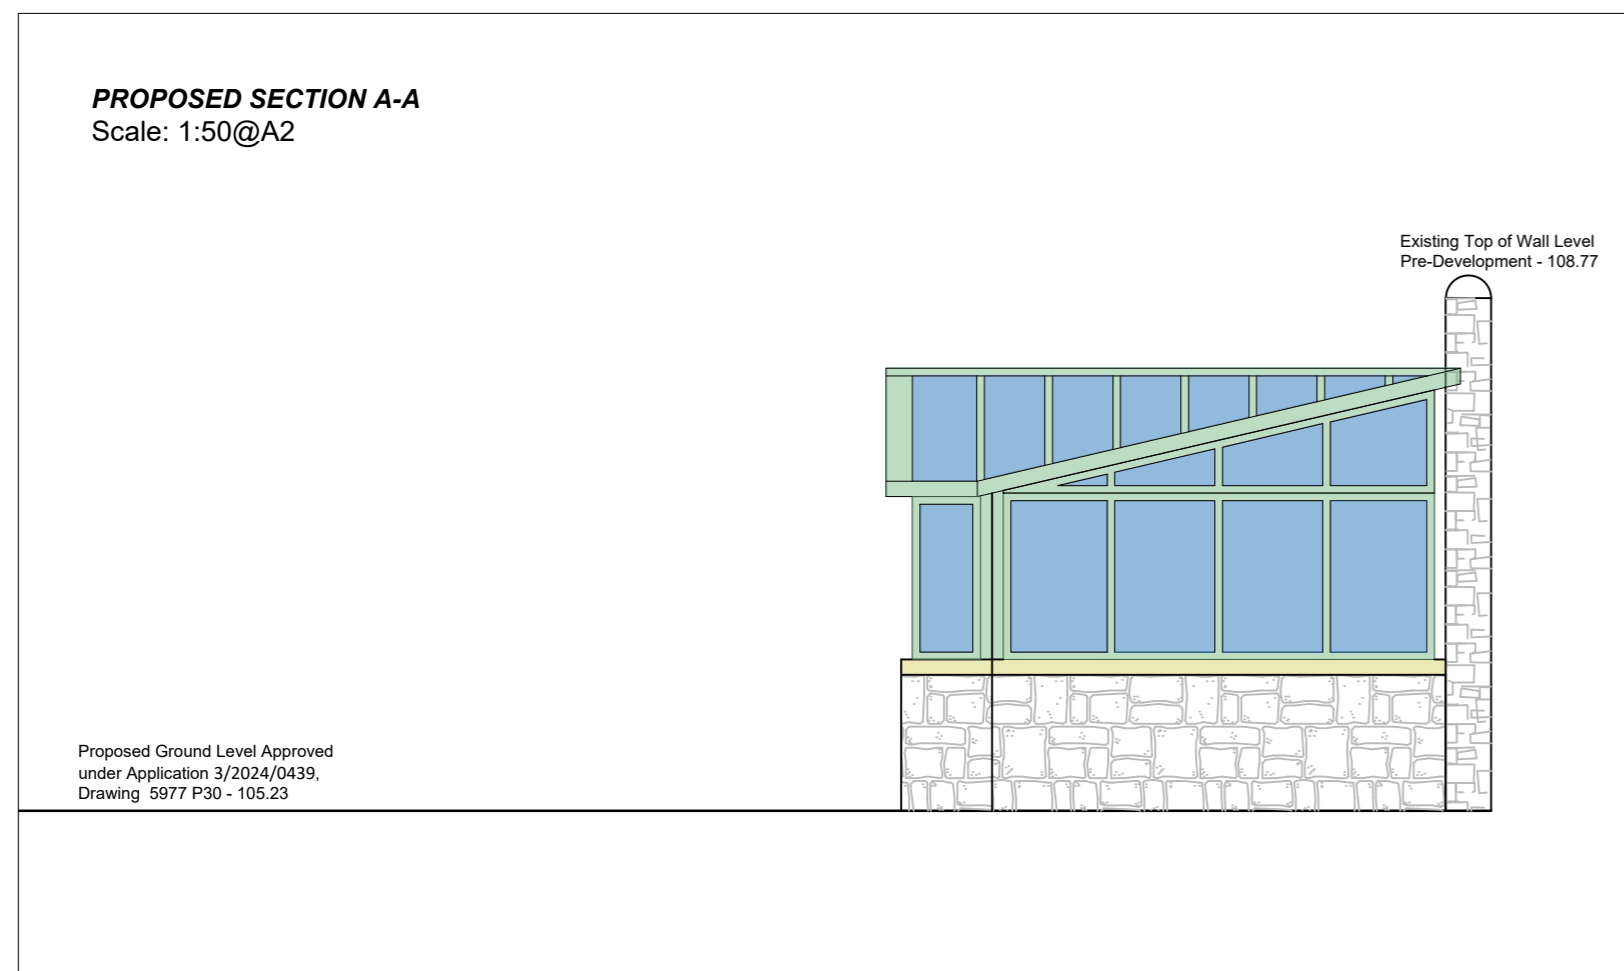 PROPOSED SECTION A-A
Scale: 1:50@A2
Existing Top of Wall Level
Pre-Development - 108.77
Proposed Ground Level Approved
under Application 3/2024/0439,
Drawing  5977 P30 - 105.23